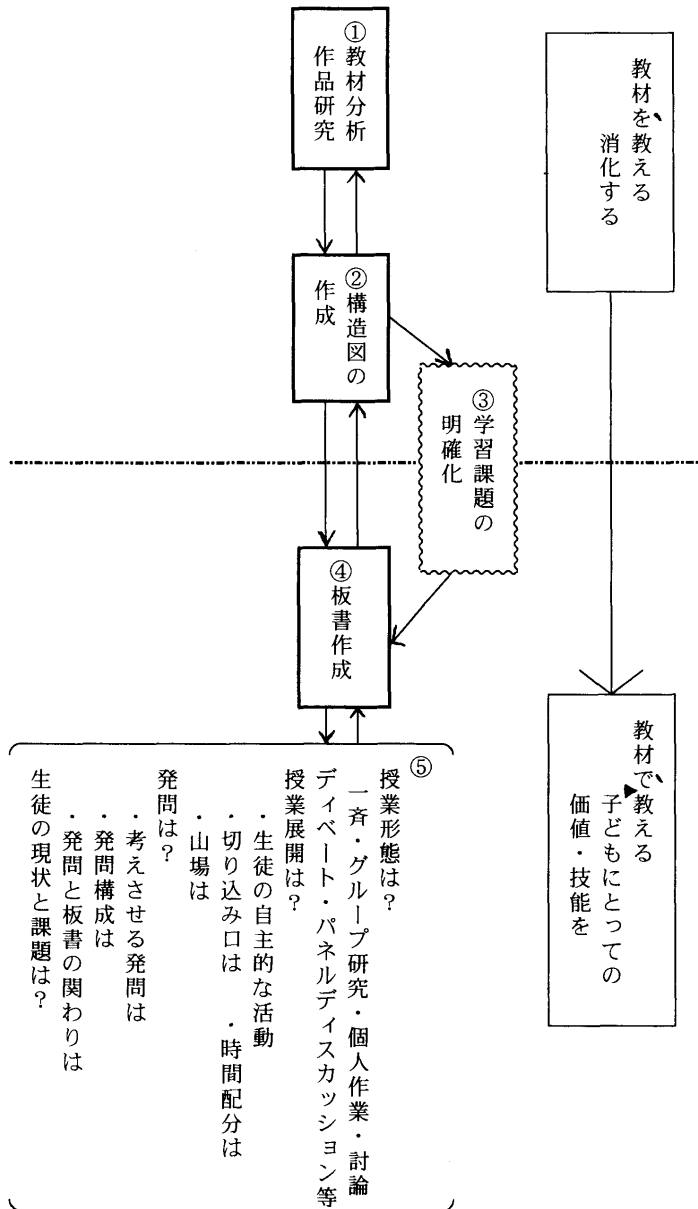 教材を教える
消化する
教材で教える
子どもにとっての
価値・技能を
③学習課題の
明確化
①教材分析
作品研究
②構造図の
作成
④板書作成
⑤
授業形態は？
一斉・グループ研究・個人作業・討論
ディベート・パネルディスカッション等
授業展開は？
・生徒の自主的な活動
・切り込み口は　・時間配分は
・山場は
発問は？
・考えさせる発問は
・発問構成は
・発問と板書の関わりは
生徒の現状と課題は？